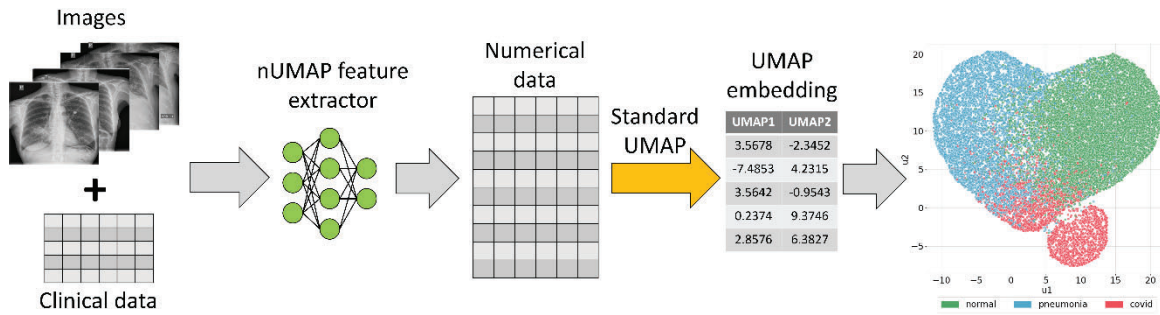 Images
+
Clinical data
nUMAP feature
extractor
Numerical
data
Standard
UMAP
UMAP
embedding
UMAP1 UMAP2
3.5678 -2.3452
-7.4853 4.2315
3.5642 -0.9543
0.2374 9.3746
2.8576 6.3827
u2
20
15
10
5
0
−5
−10 −5 0 5 10 15 20
u1
normal pneumonia covid